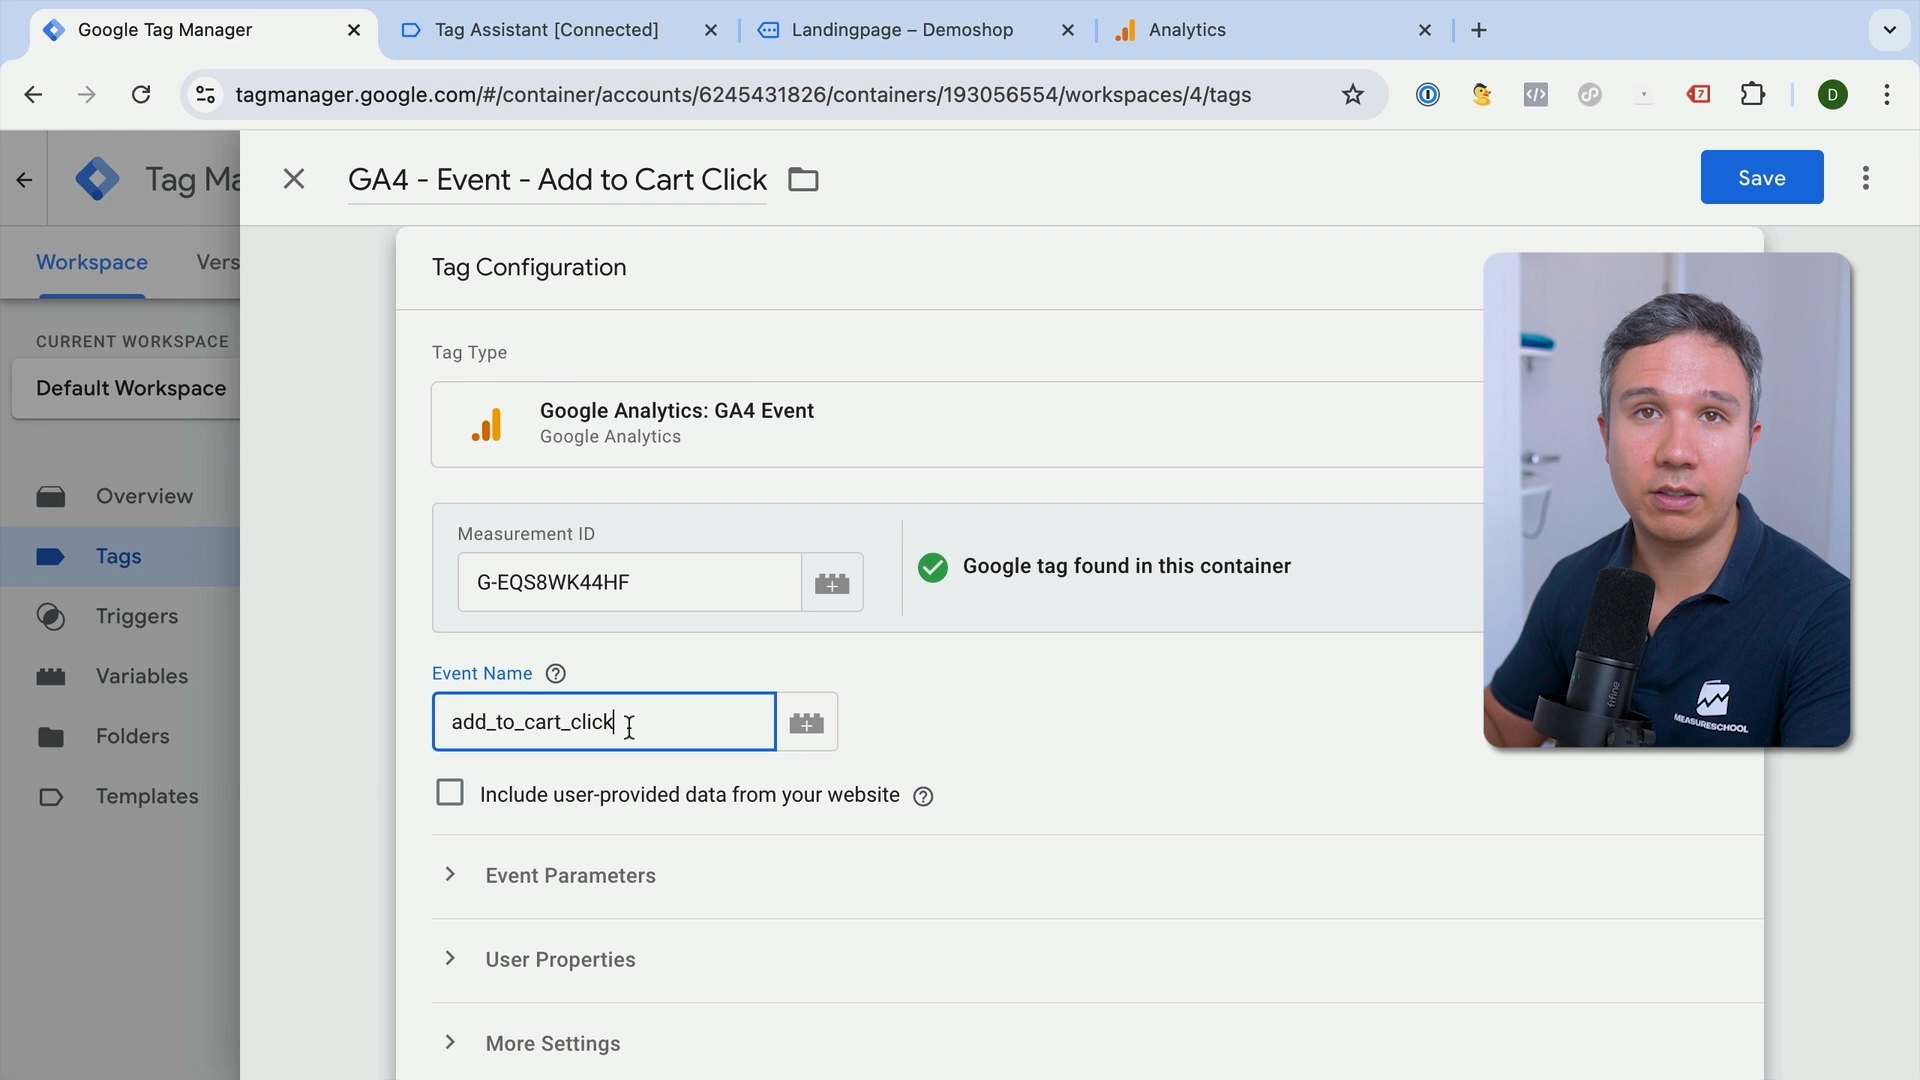 Google Tag Manager
Tag Assistant [Connected]
Landingpage – Demoshop
Analytics
tagmanager.google.com/#/container/accounts/6245431826/containers/193056554/workspaces/4/tags
7
D
Tag Ma
GA4 - Event - Add to Cart Click
Save
Workspace
Vers
CURRENT WORKSPACE
Default Workspace
Overview
Tags
Triggers
Variables
Folders
Templates
Tag Configuration
Tag Type
Google Analytics: GA4 Event
Google Analytics
Measurement ID
G-EQS8WK44HF
Google tag found in this container
Event Name
add_to_cart_click
Include user-provided data from your website
Event Parameters
User Properties
More Settings
fifine
MEASURESCHOOL